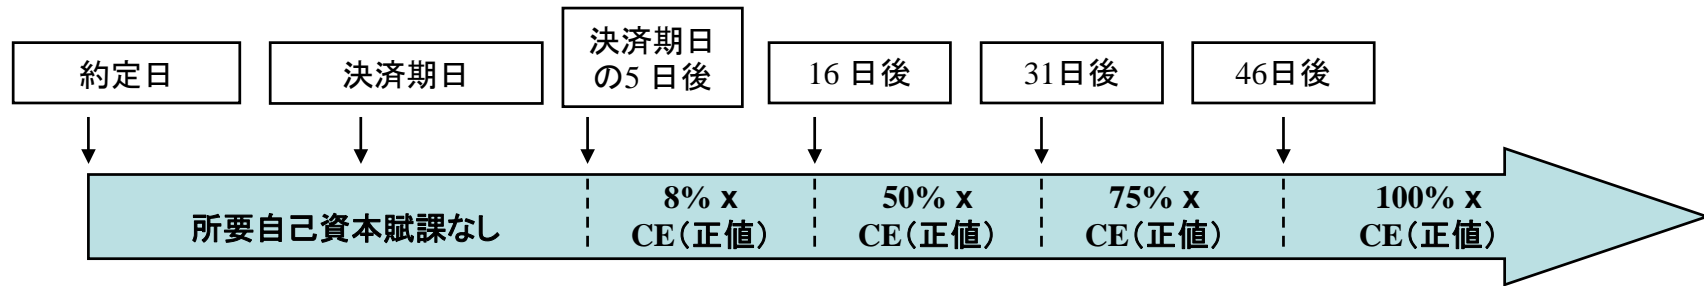 約定日
決済期日
決済期日
の5 日後
16 日後
31日後
46日後
所要自己資本賦課なし
8% x
CE(正値)
50% x
CE(正値)
75% x
CE(正値)
100% x
CE(正値)